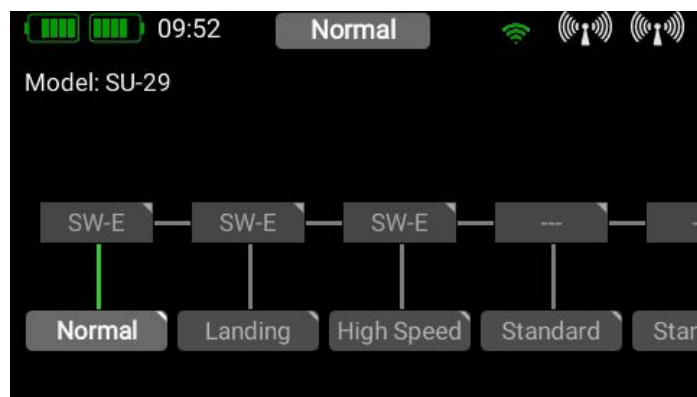 09:52 Normal
Model: SU-29
SW-E SW-E SW-E ---
Normal Landing High Speed Standard